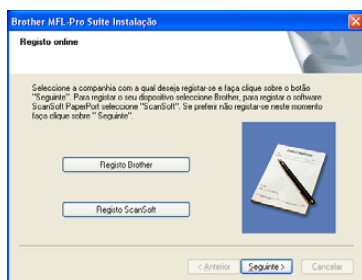 Brother MFL-Pro Suite Instalação
Registo online
Seleccione a companhia com a qual deseja registar-se e faça clique sobre o botão
"Seguinte". Para registar o seu dispositivo seleccione Brother, para registar o software
ScanSoft PaperPort seleccione "ScanSoft". Se preferir não registar-se neste momento
faça clique sobre " Seguinte".
Registo Brother
Registo ScanSoft
< Anterior
Seguinte >
Cancelar